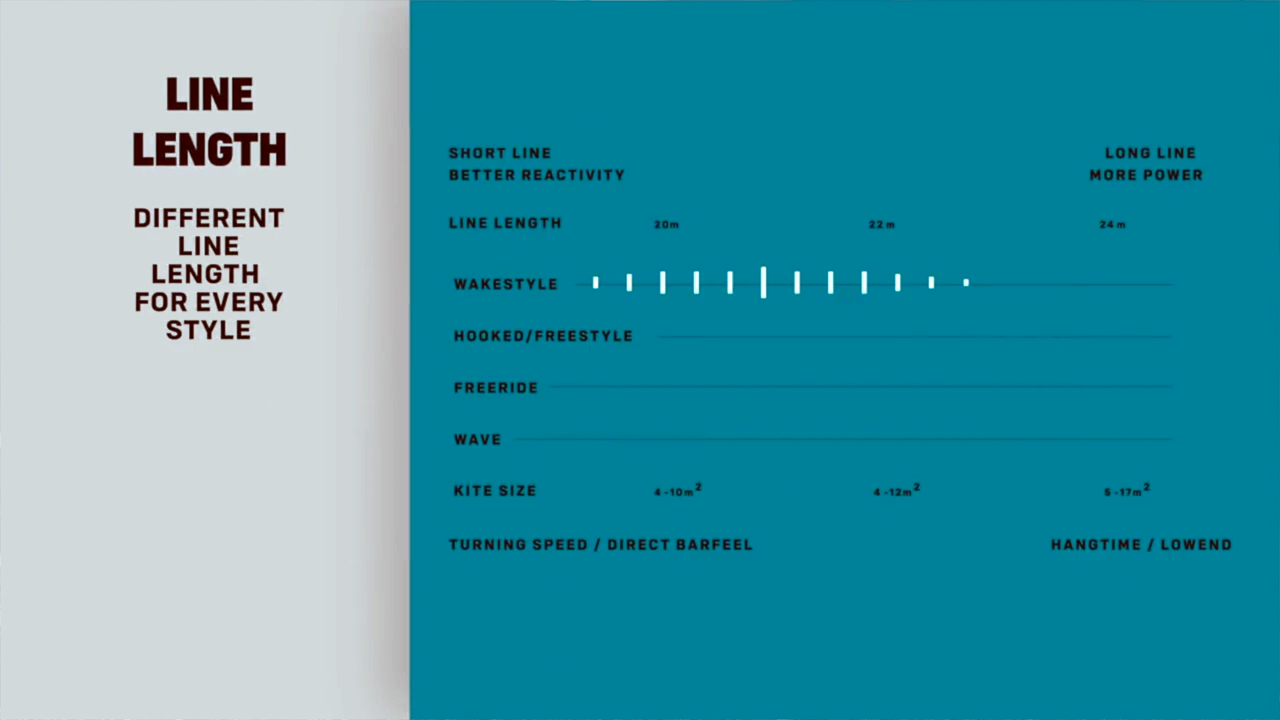 LINE
LENGTH
DIFFERENT
LINE
LENGTH
FOR EVERY
STYLE
SHORT LINE
BETTER REACTIVITY
LONG LINE
MORE POWER
LINE LENGTH 20m 22m 24m
WAKESTYLE
HOOKED/FREESTYLE
FREERIDE
WAVE
KITE SIZE 4-10m² 4-12m² 5-17m²
TURNING SPEED / DIRECT BARFEEL HANGTIME / LOWEND